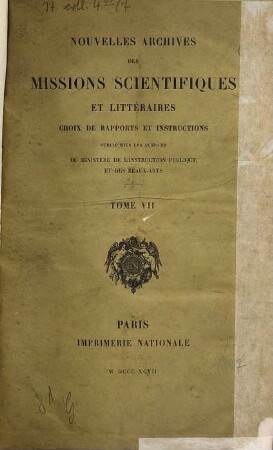 NOUVELLES ARCHIVES
DES
MISSIONS SCIENTIFIQUES
ET LITTÉRAIRES
CHOIX DE RAPPORTS ET INSTRUCTIONS
PUBLIÉ SOUS LES AUSPICES
DU MINISTÈRE DE L'INSTRUCTION PUBLIQUE
ET DES BEAUX-ARTS
TOME VII
PARIS
IMPRIMERIE NATIONALE
M DCCC XCVII